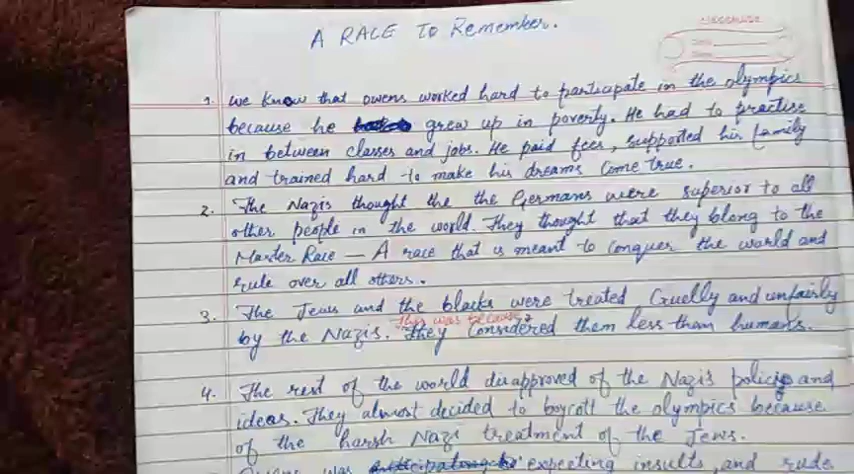 A RACE To Remember.
1. We know that owens worked hard to participate in the olympics
because he grew up in poverty. He had to practise
in between classes and jobs. He paid fees, supported his family
and trained hard to make his dreams come true.
2. The Nazis thought the the Germans were superior to all
other people in the world. They thought that they blong to the
Master Race — A race that is meant to conquer the world and
rule over all others.
3. The Jews and the blacks were treated Cruelly and unfairly
This was because
by the Nazis. They Considered them less them humans.
4. The rest of the world disapproved of the Nazis policies and
ideas. They almost decided to boycott the olympics because
of the harsh Nazi treatment of the Jews.
was expecting insults and rude